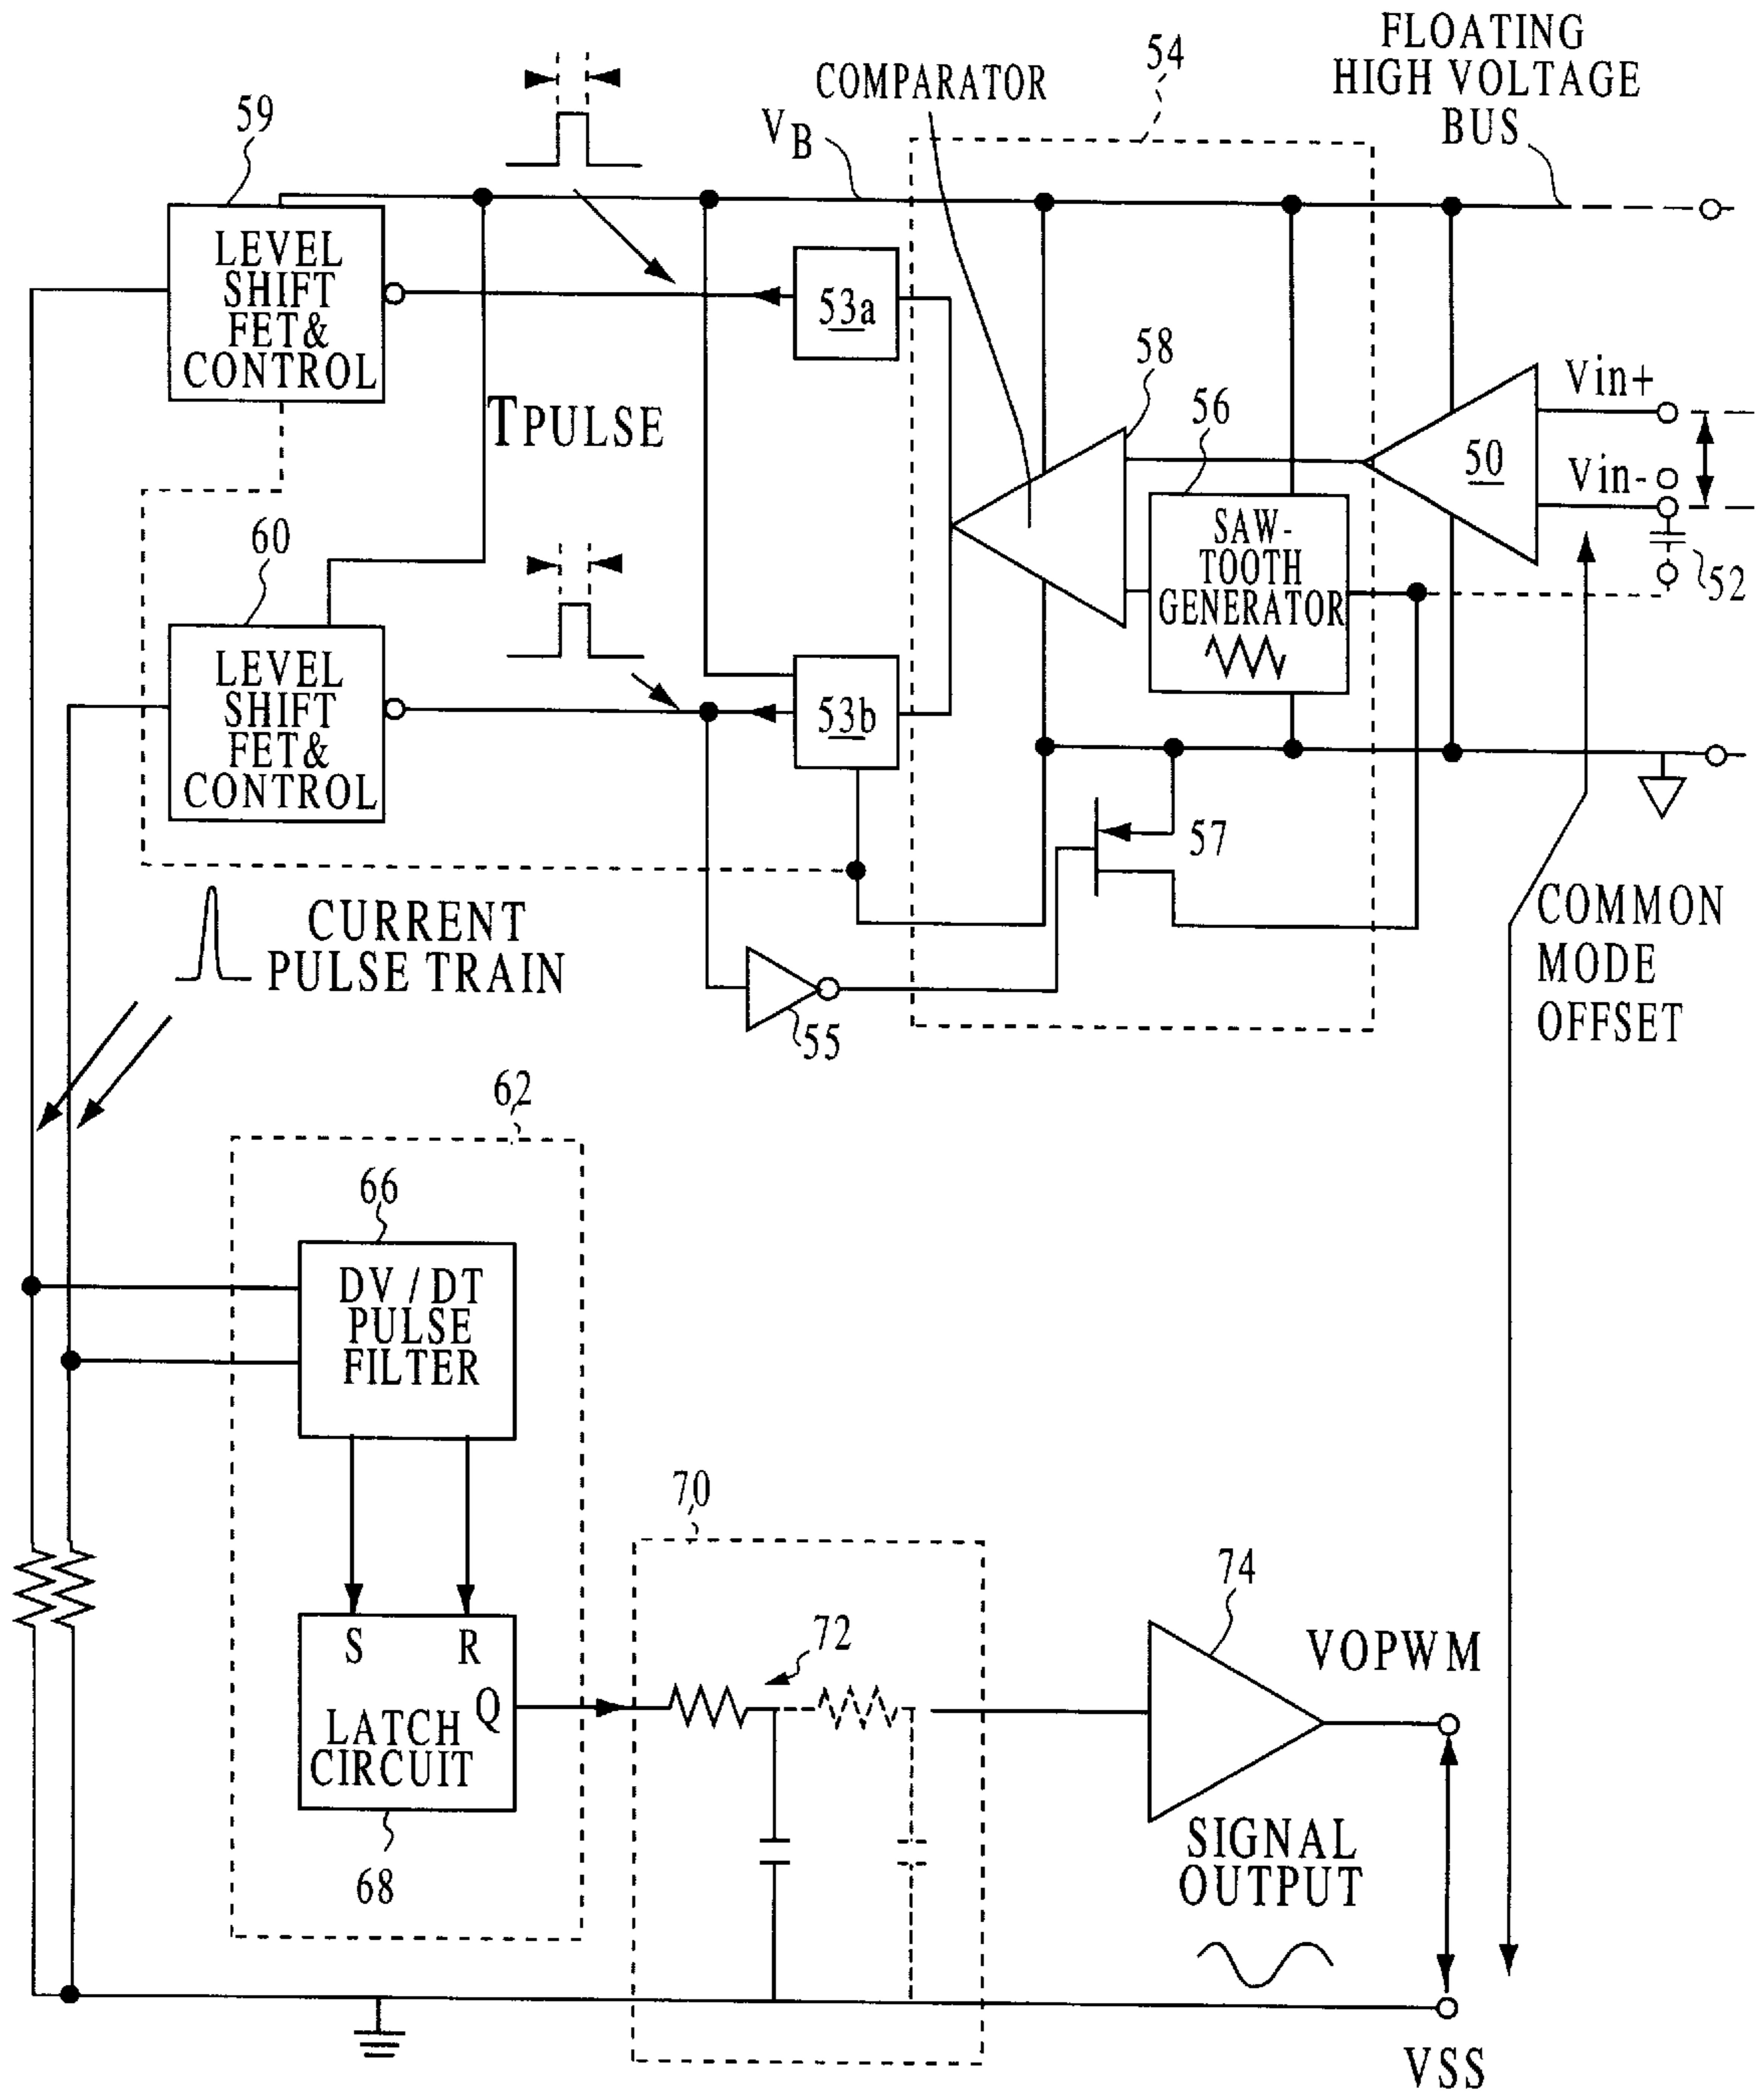 FLOATING
HIGH VOLTAGE
BUS
54
COMPARATOR
VB
59
LEVEL
SHIFT
FET&
CONTROL
53a
58
56
Vin+
50
Vin-
TPULSE
SAW-
TOOTH
GENERATOR
52
60
LEVEL
SHIFT
FET&
CONTROL
53b
57
CURRENT
PULSE TRAIN
COMMON
MODE
OFFSET
55
62
66
DV / DT
PULSE
FILTER
70
74
S R
72
VOPWM
Q
LATCH
CIRCUIT
SIGNAL
OUTPUT
68
VSS